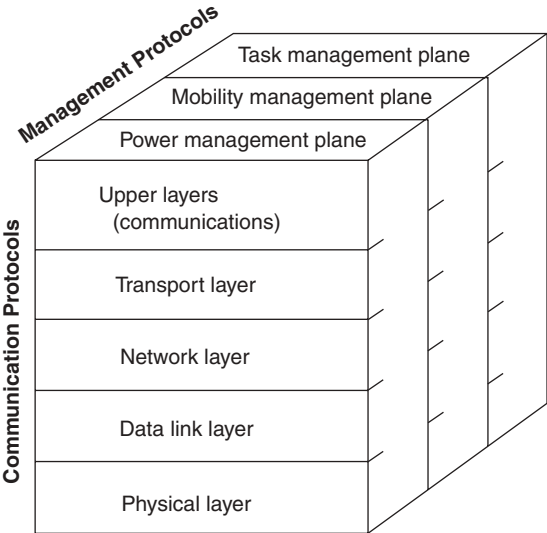 Management Protocols
Task management plane
Mobility management plane
Power management plane
Communication Protocols
Upper layers
(communications)
Transport layer
Network layer
Data link layer
Physical layer